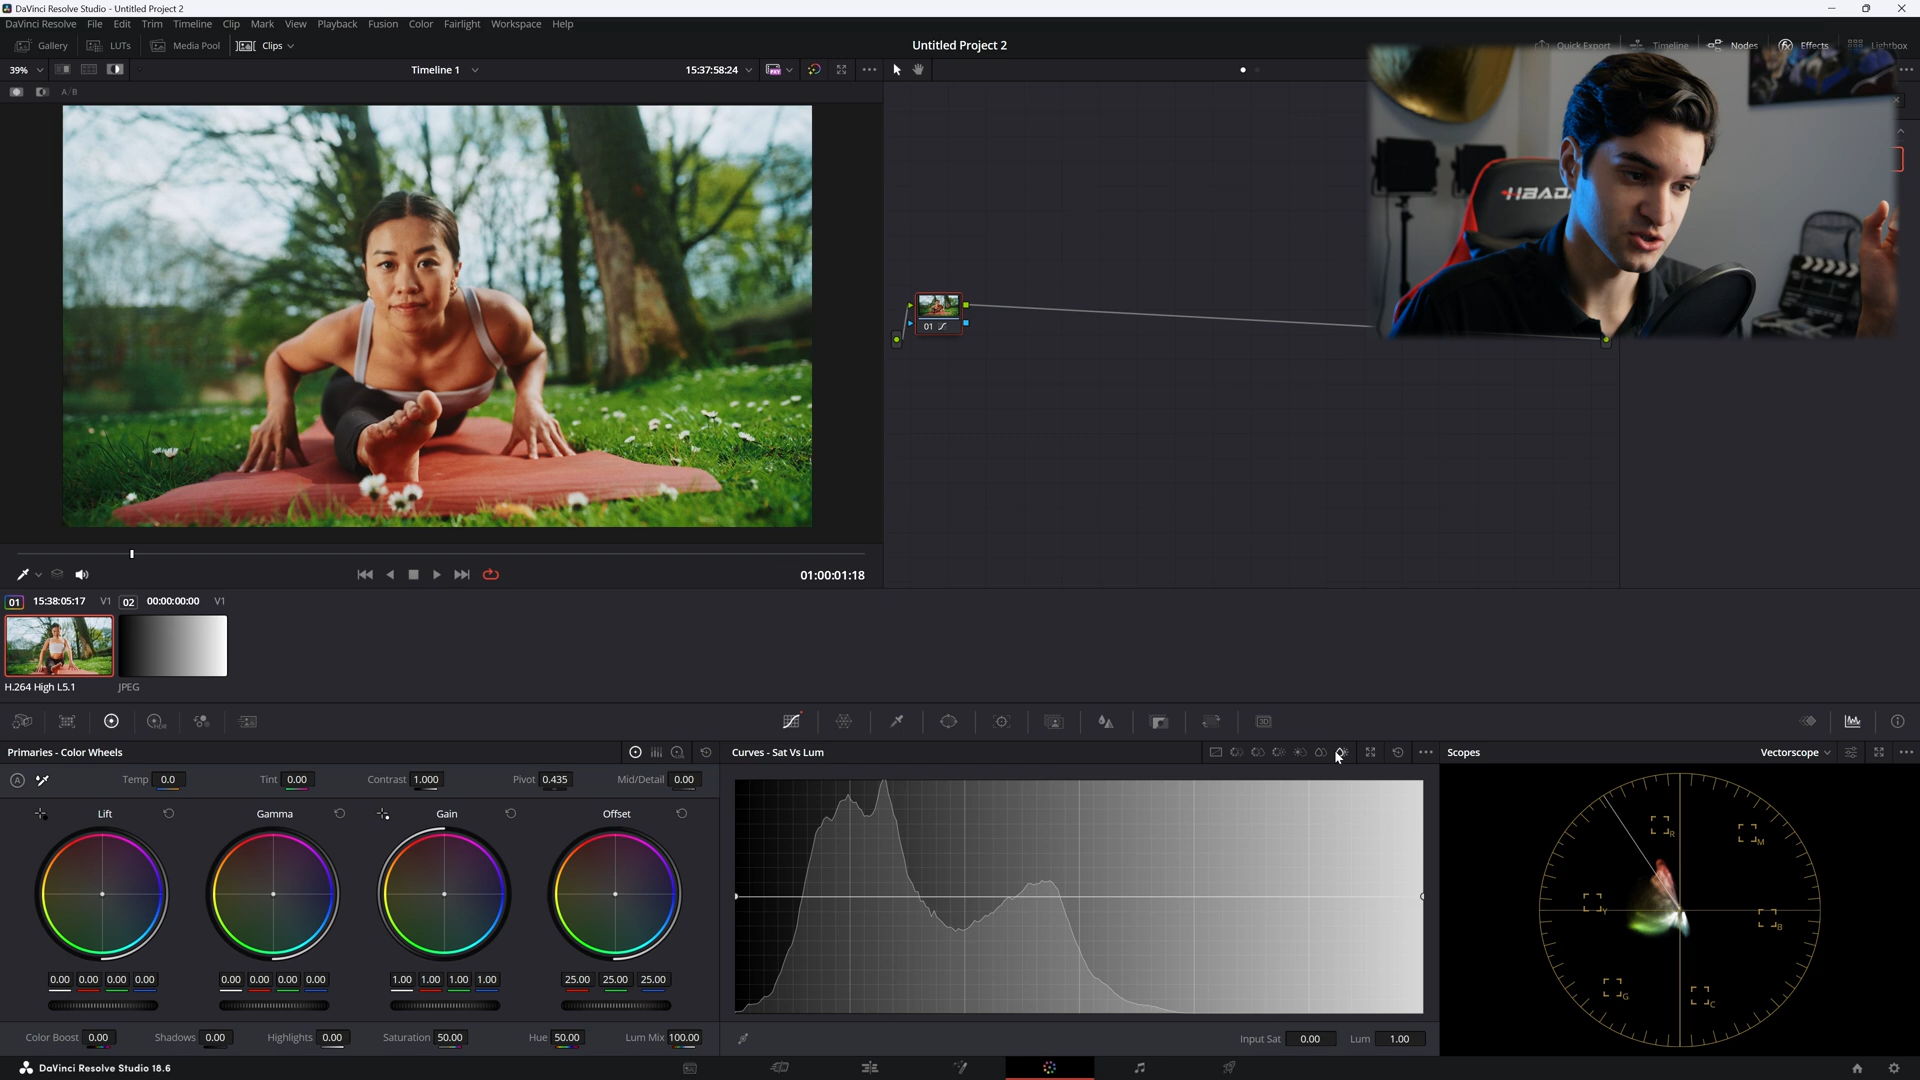 DaVinci Resolve Studio - Untitled Project 2
DaVinci Resolve File Edit Trim Timeline Clip Mark View Playback Fusion Color Fairlight Workspace Help
Gallery LUTs Media Pool Clips Untitled Project 2 Quick Export Timeline Nodes Effects Lightbox
39% Timeline 1 15:37:58:24
A/B
HBADA
01
01:00:01:18
01 15:38:05:17 V1 02 00:00:00:00 V1
H.264 High L5.1 JPEG
Primaries - Color Wheels Curves - Sat Vs Lum Scopes Vectorscope
Temp 0.0 Tint 0.00 Contrast 1.000 Pivot 0.435 Mid/Detail 0.00
Lift Gamma Gain Offset
R M
Y B
G C
0.00 0.00 0.00 0.00 0.00 0.00 0.00 0.00 1.00 1.00 1.00 1.00 25.00 25.00 25.00
Color Boost 0.00 Shadows 0.00 Highlights 0.00 Saturation 50.00 Hue 50.00 Lum Mix 100.00 Input Sat 0.00 Lum 1.00
DaVinci Resolve Studio 18.6